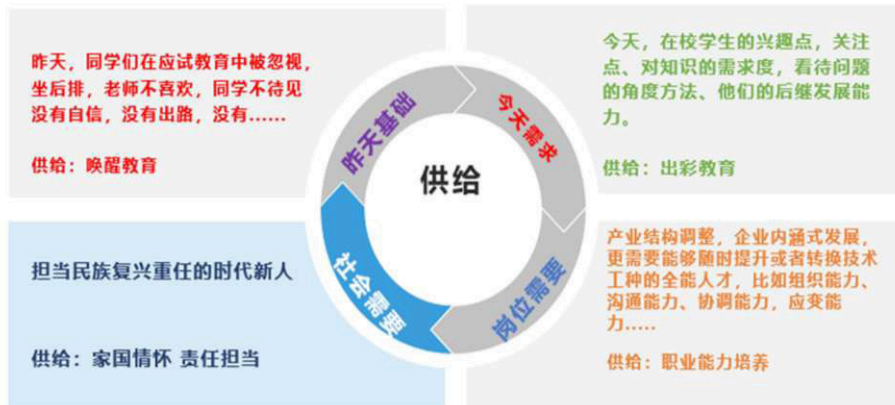 昨天，同学们在应试教育中被忽视，
坐后排，老师不喜欢，同学不待见
没有自信，没有出路，没有……
供给：唤醒教育
今天，在校学生的兴趣点，关注
点、对知识的需求度，看待问题
的角度方法、他们的后继发展能
力。
供给：出彩教育
昨天基础
今天需求
供给
社会需要
岗位需要
担当民族复兴重任的时代新人
供给：家国情怀 责任担当
产业结构调整，企业内涵式发展，
更需要能够随时提升或者转换技术
工种的全能人才，比如组织能力、
沟通能力、协调能力，应变能
力.....
供给：职业能力培养